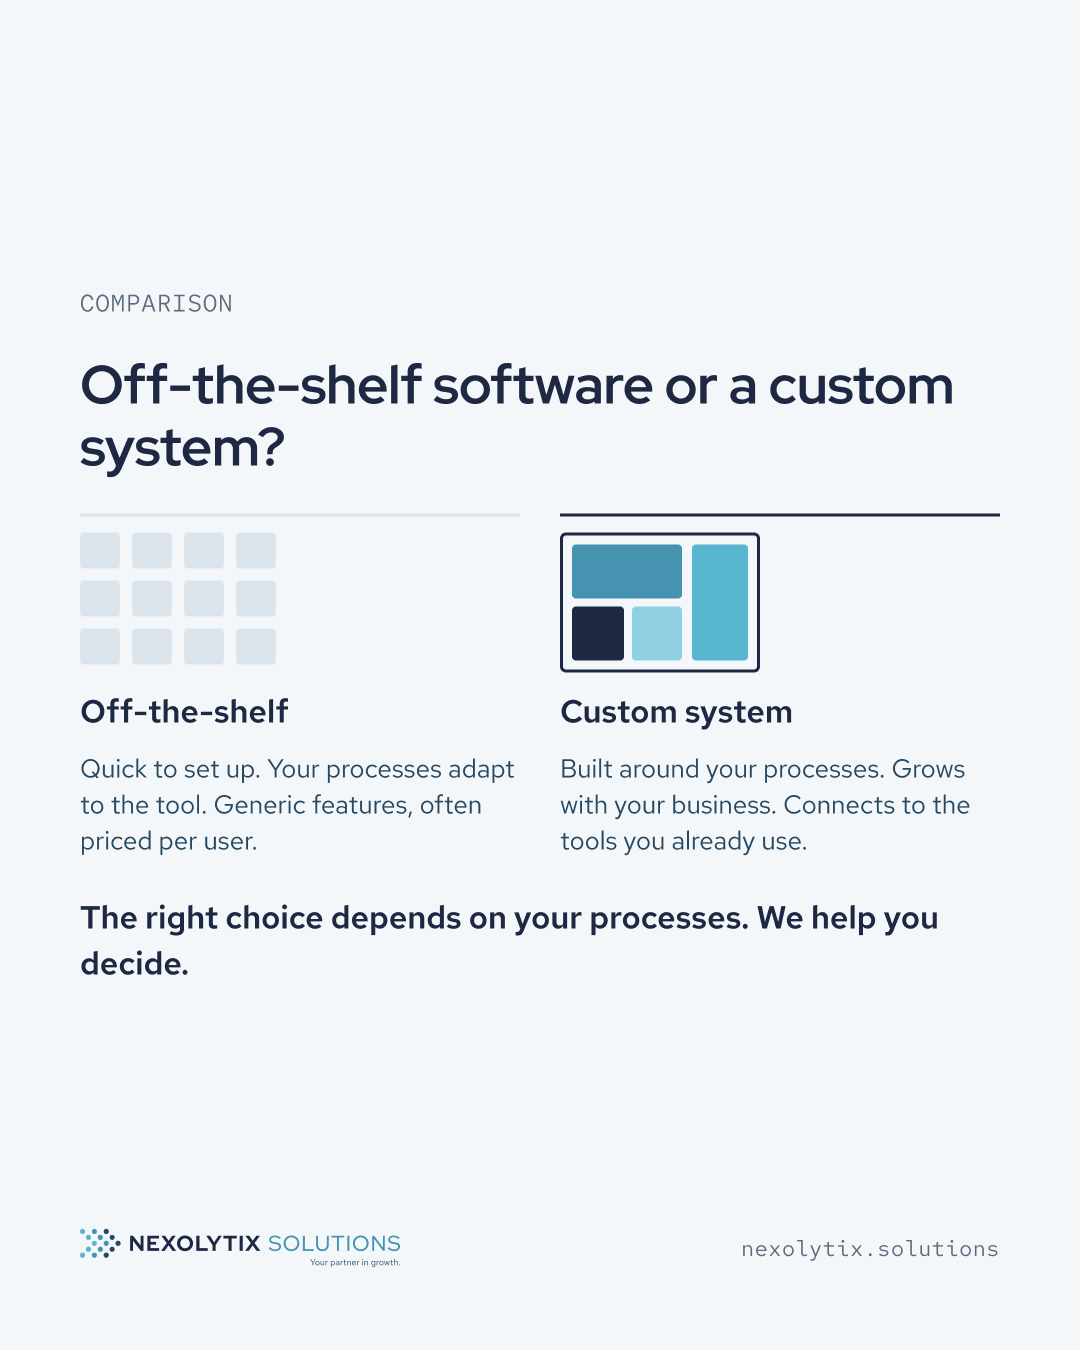 COMPARISON
Off-the-shelf software or a custom
system?
Off-the-shelf
Quick to set up. Your processes adapt
to the tool. Generic features, often
priced per user.
Custom system
Built around your processes. Grows
with your business. Connects to the
tools you already use.
The right choice depends on your processes. We help you
decide.
NEXOLYTIX SOLUTIONS
Your partner in growth.
nexolytix.solutions